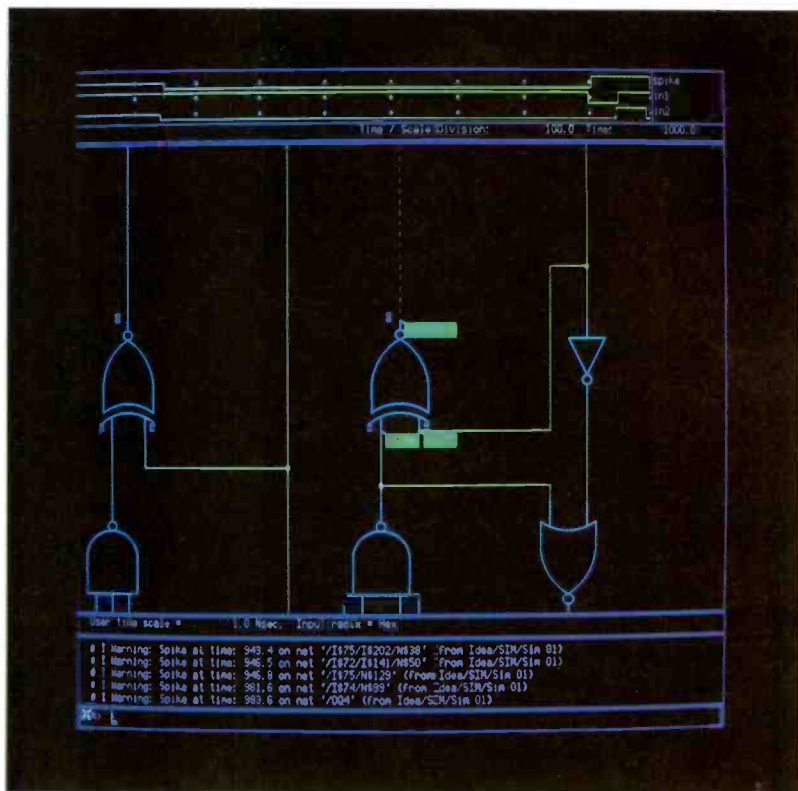 spike
in1
in2
Time / Scale Division: 100.0 Time: 1000.0
User time scale = 1.0 Nsec. Input radix = Hex
# ! Warning: Spike at time: 943.4 on net '/I$75/I$202/N$38' (from Idea/SIM/Sim 01)
# ! Warning: Spike at time: 946.5 on net '/I$72/I$141/N$50' (from Idea/SIM/Sim 01)
# ! Warning: Spike at time: 946.8 on net '/I$75/N$129' (from Idea/SIM/Sim 01)
# ! Warning: Spike at time: 981.6 on net '/I$74/N$99' (from Idea/SIM/Sim 01)
# ! Warning: Spike at time: 983.6 on net '/DQ4' (from Idea/SIM/Sim 01)